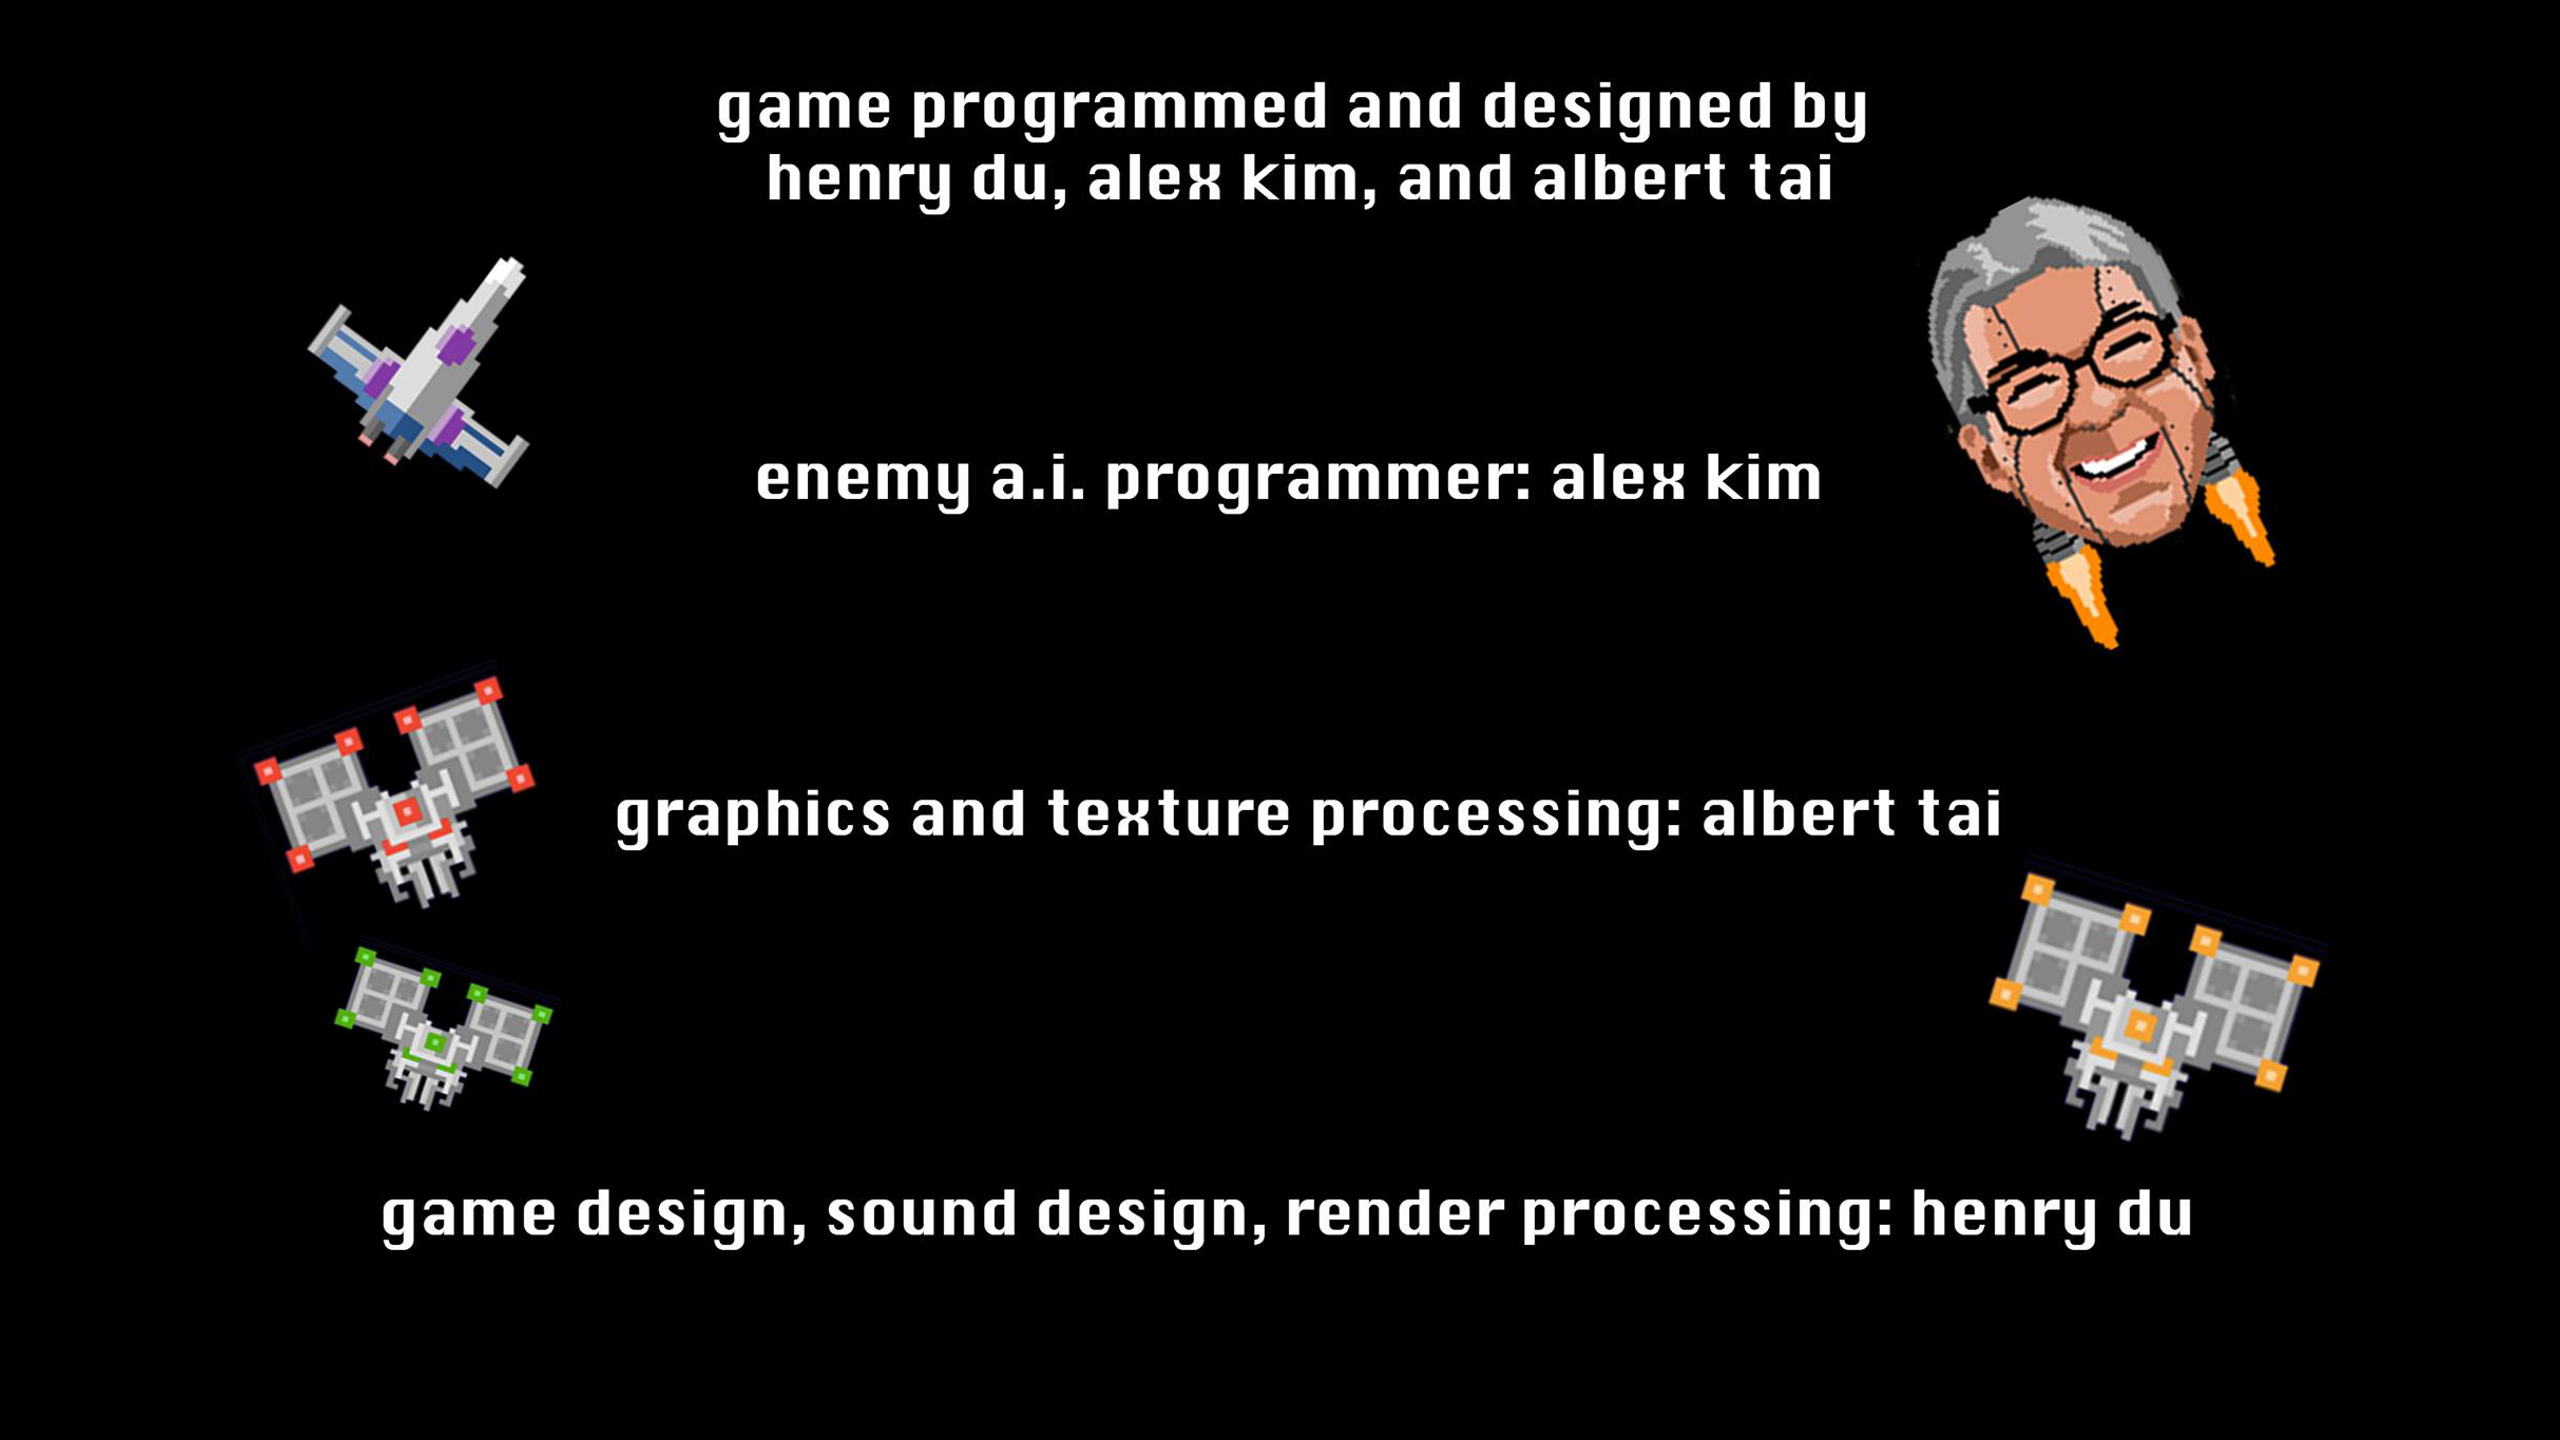 game programmed and designed by
henry du, alex kim, and albert tai
enemy a.i. programmer: alex kim
graphics and texture processing: albert tai
game design, sound design, render processing: henry du